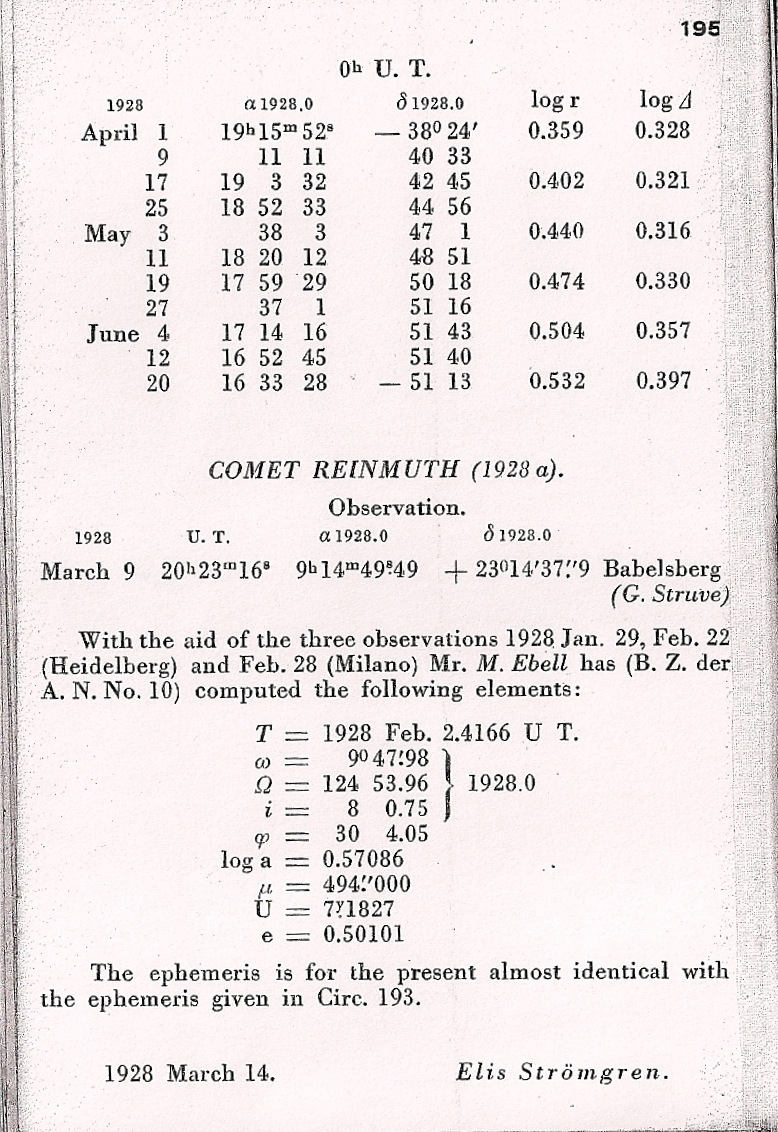 195
0ʰ U. T.
1928 α 1928.0 δ 1928.0 log r log Δ
April 1 19ʰ15ᵐ52ˢ — 38⁰ 24′ 0.359 0.328
9 11 11 40 33
17 19 3 32 42 45 0.402 0.321
25 18 52 33 44 56
May 3 38 3 47 1 0.440 0.316
11 18 20 12 48 51
19 17 59 29 50 18 0.474 0.330
27 37 1 51 16
June 4 17 14 16 51 43 0.504 0.357
12 16 52 45 51 40
20 16 33 28 — 51 13 0.532 0.397
COMET REINMUTH (1928 a).
Observation.
1928 U. T. α 1928.0 δ 1928.0
March 9 20ʰ23ᵐ16ˢ 9ʰ14ᵐ49ˢ.49 + 23⁰14′37″.9 Babelsberg
(G. Struve)
With the aid of the three observations 1928 Jan. 29, Feb. 22
(Heidelberg) and Feb. 28 (Milano) Mr. M. Ebell has (B. Z. der
A. N. No. 10) computed the following elements:
T = 1928 Feb. 2.4166 U T.
ω = 9⁰ 47′.98
Ω = 124 53.96 } 1928.0
i = 8 0.75
φ = 30 4.05
log a = 0.57086
μ = 494″.000
U = 7ʸ.1827
e = 0.50101
The ephemeris is for the present almost identical with
the ephemeris given in Circ. 193.
1928 March 14. Elis Strömgren.